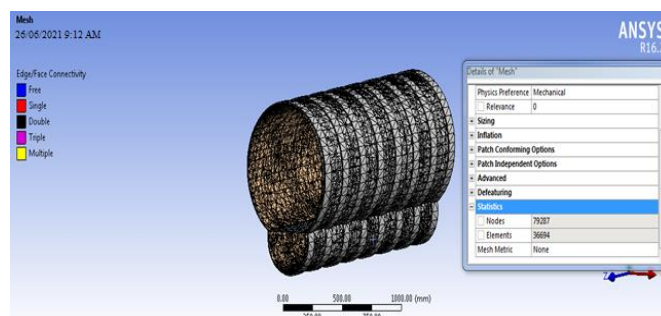 Mesh
26/06/2021 9:12 AM
Edge/Face Connectivity
Free
Single
Double
Triple
Multiple
ANSYS
R16.
Details of "Mesh"
Physics Preference Mechanical
Relevance 0
Sizing
Inflation
Patch Conforming Options
Patch Independent Options
Advanced
Defeaturing
Statistics
Nodes 79287
Elements 36694
Mesh Metric None
Z
0.00 500.00 1000.00 (mm)
250.00 750.00